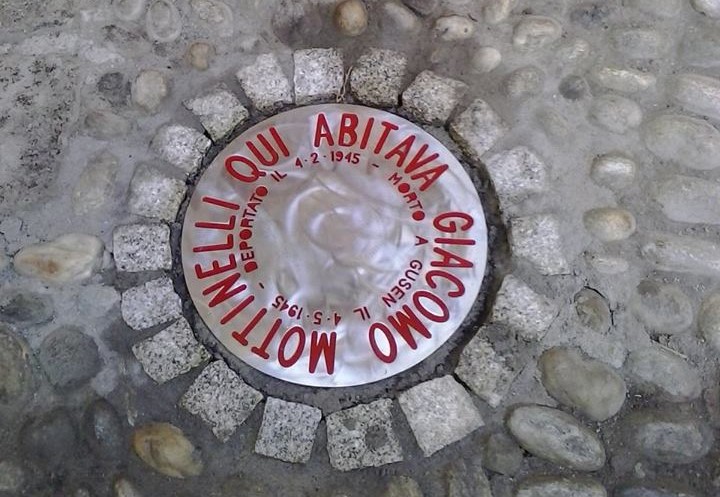 QUI ABITAVA GIACOMO MOTTINELLI
DEPORTATO IL 4·2·1945 - MORTO A GUSEN IL 4·5·1945 -